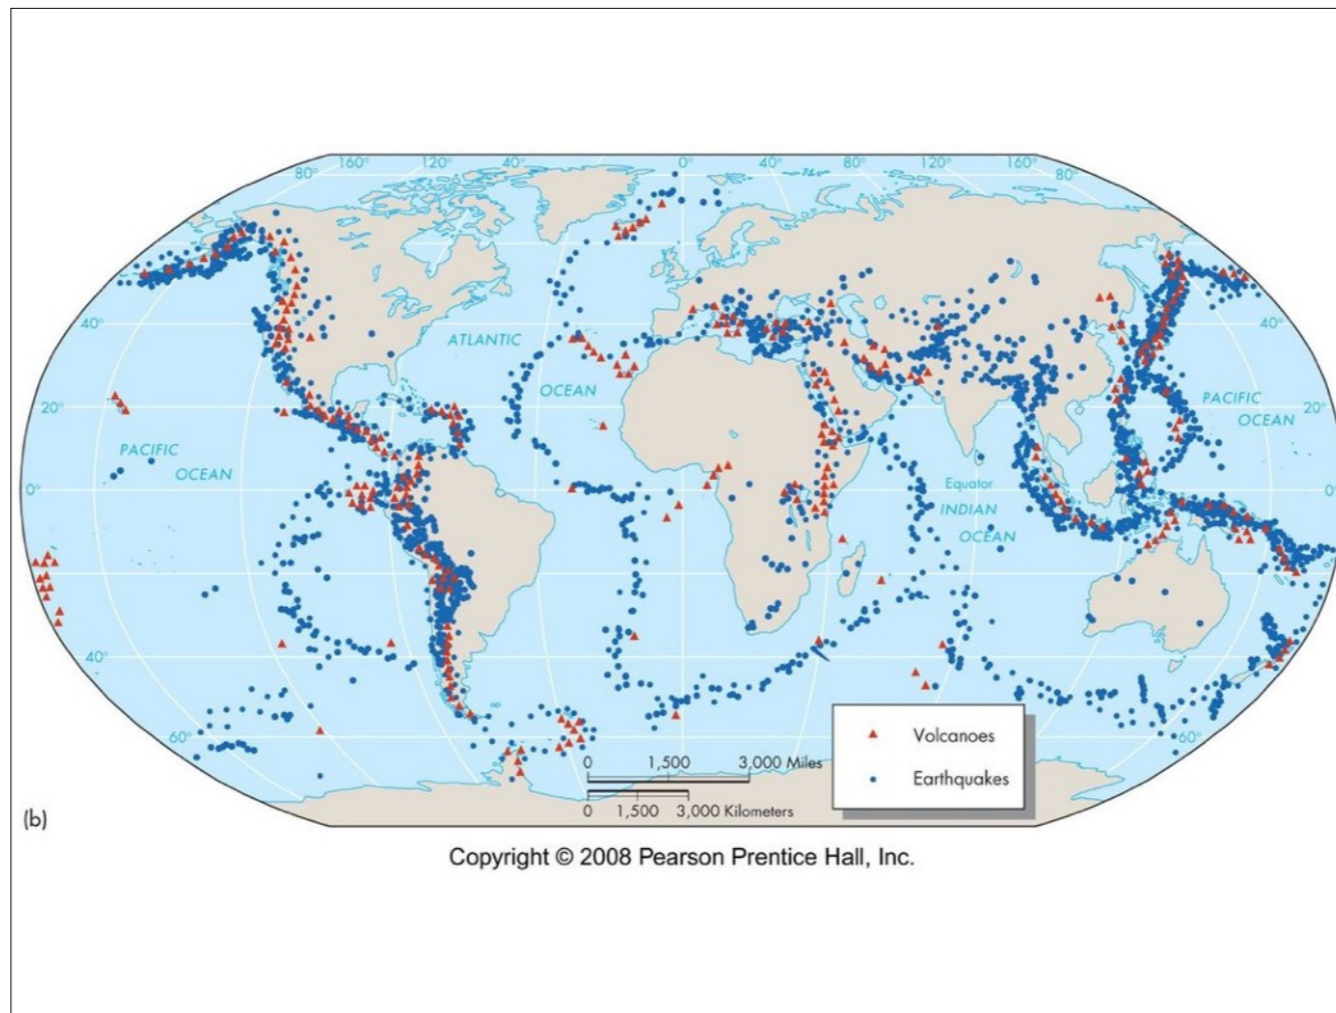 160° 120° 40° 0° 40° 80° 120° 160°
80° 80°
40° 40°
ATLANTIC
OCEAN
PACIFIC
OCEAN
20° 20°
PACIFIC
OCEAN
Equator
0° 0°
INDIAN
OCEAN
40°
60° 60°
Volcanoes
Earthquakes
0 1,500 3,000 Miles
0 1,500 3,000 Kilometers
(b)
Copyright © 2008 Pearson Prentice Hall, Inc.